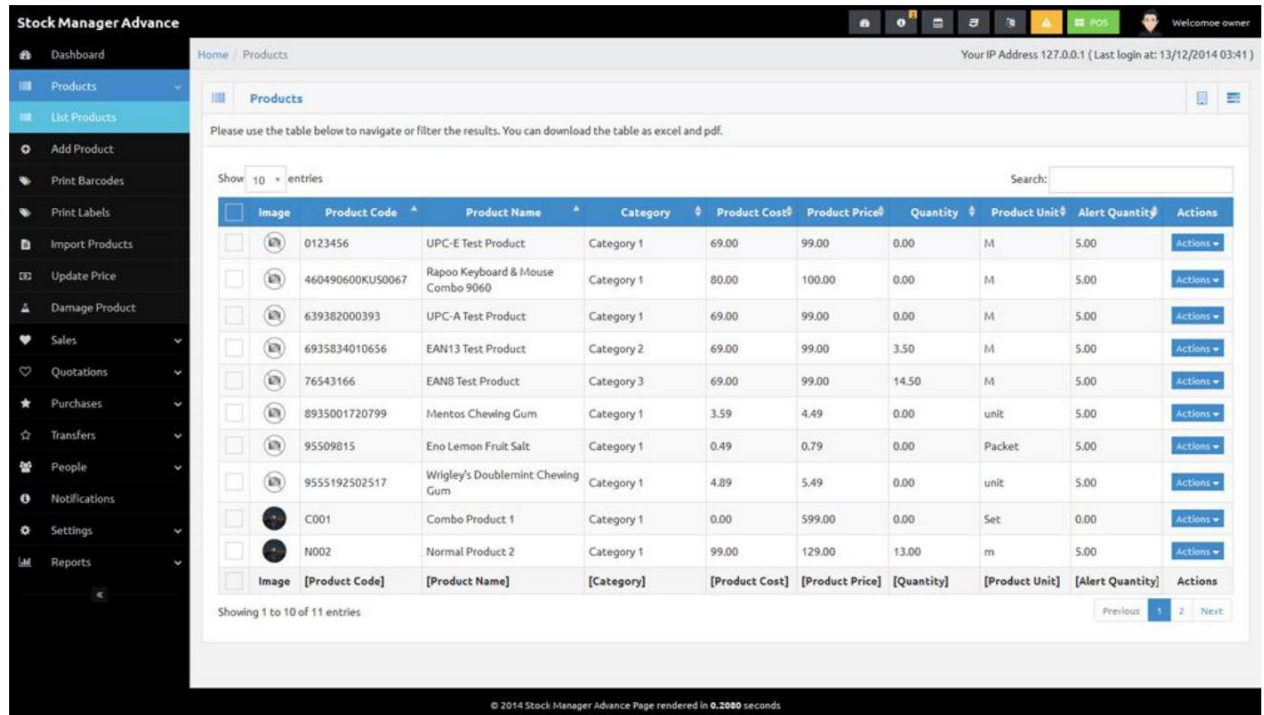 Stock Manager Advance
2
POS
Welcomoe owner
Dashboard
Products
List Products
Add Product
Print Barcodes
Print Labels
Import Products
Update Price
Damage Product
Sales
Quotations
Purchases
Transfers
People
Notifications
Settings
Reports
Home / Products
Your IP Address 127.0.0.1 ( Last login at: 13/12/2014 03:41 )
Products
Please use the table below to navigate or filter the results. You can download the table as excel and pdf.
Show 10 entries
Search:
Image Product Code Product Name Category Product Cost Product Price Quantity Product Unit Alert Quantity Actions
0123456 UPC-E Test Product Category 1 69.00 99.00 0.00 M 5.00 Actions
460490600KUS0067 Rapoo Keyboard & Mouse Combo 9060 Category 1 80.00 100.00 0.00 M 5.00 Actions
639382000393 UPC-A Test Product Category 1 69.00 99.00 0.00 M 5.00 Actions
6935834010656 EAN13 Test Product Category 2 69.00 99.00 3.50 M 5.00 Actions
76543166 EAN8 Test Product Category 3 69.00 99.00 14.50 M 5.00 Actions
8935001720799 Mentos Chewing Gum Category 1 3.59 4.49 0.00 unit 5.00 Actions
95509815 Eno Lemon Fruit Salt Category 1 0.49 0.79 0.00 Packet 5.00 Actions
9555192502517 Wrigley's Doublemint Chewing Gum Category 1 4.89 5.49 0.00 unit 5.00 Actions
C001 Combo Product 1 Category 1 0.00 599.00 0.00 Set 0.00 Actions
N002 Normal Product 2 Category 1 99.00 129.00 13.00 m 5.00 Actions
Image [Product Code] [Product Name] [Category] [Product Cost] [Product Price] [Quantity] [Product Unit] [Alert Quantity] Actions
Showing 1 to 10 of 11 entries
Previous 1 2 Next
© 2014 Stock Manager Advance Page rendered in 0.2080 seconds